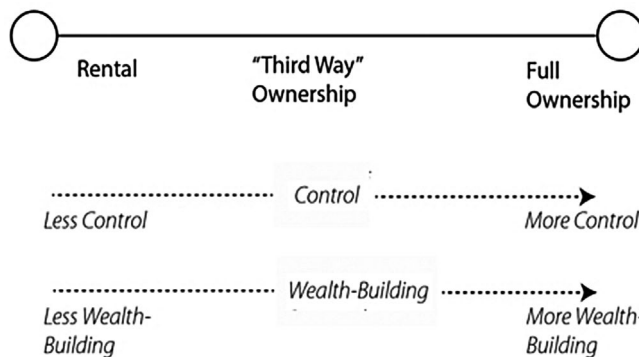 Rental
"Third Way"
Ownership
Full
Ownership
Control
Less Control
More Control
Wealth-Building
Less Wealth-
Building
More Wealth-
Building